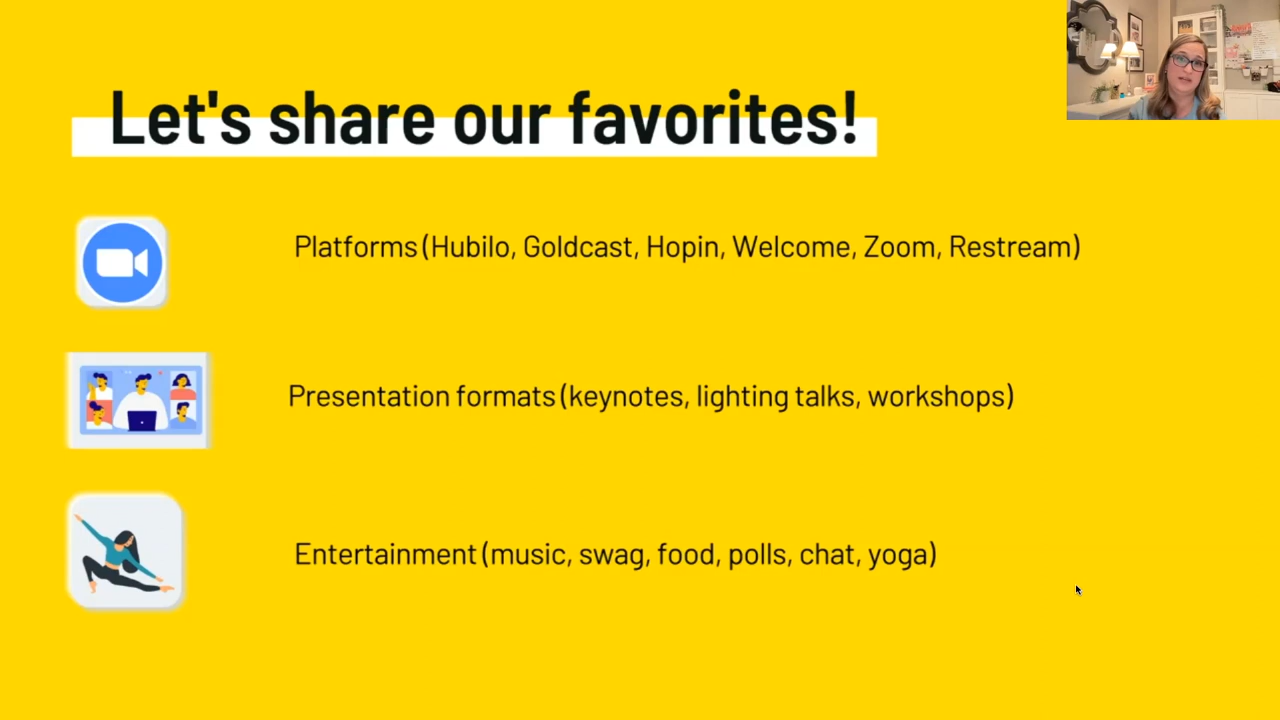 Let's share our favorites!
Platforms (Hubilo, Goldcast, Hopin, Welcome, Zoom, Restream)
Presentation formats (keynotes, lighting talks, workshops)
Entertainment (music, swag, food, polls, chat, yoga)